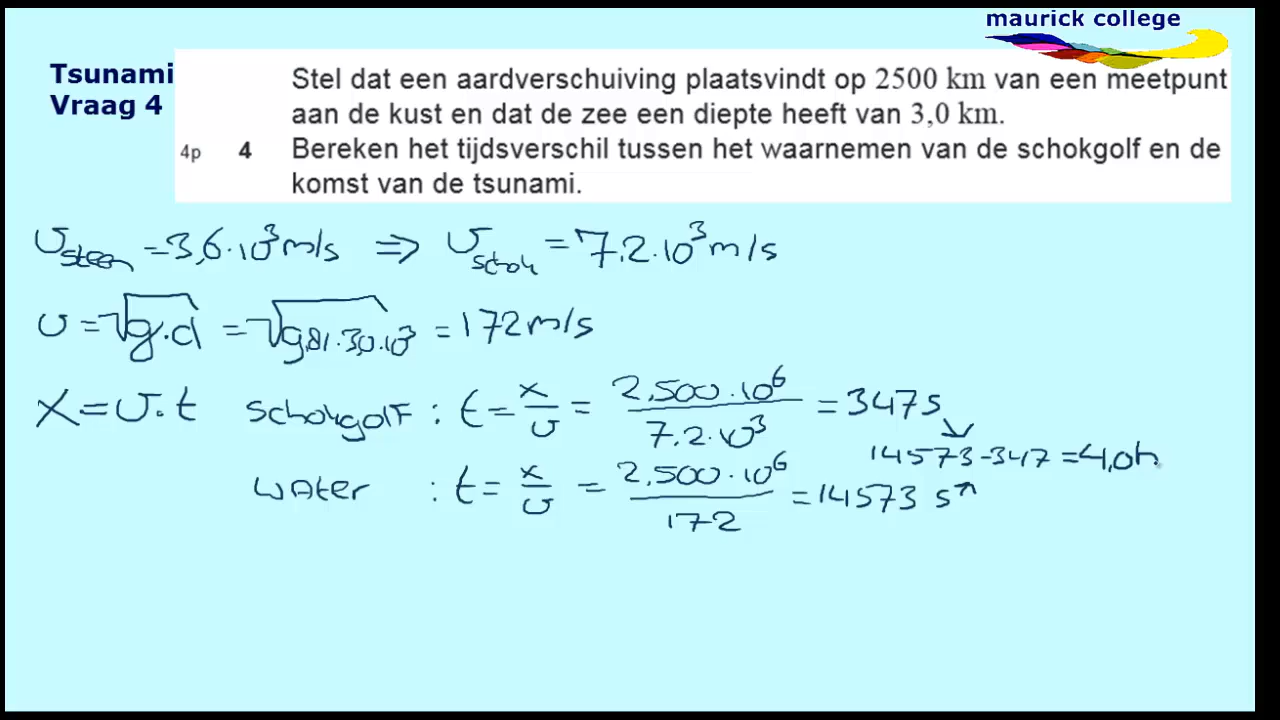 maurick college
Tsunami
Vraag 4
Stel dat een aardverschuiving plaatsvindt op 2500 km van een meetpunt
aan de kust en dat de zee een diepte heeft van 3,0 km.
4p 4 Bereken het tijdsverschil tussen het waarnemen van de schokgolf en de
komst van de tsunami.
υsteen = 3,6·10³ m/s ⇒ υschok = 7,2·10³ m/s
υ = √g.d = √9,81·3,0·10³ = 172 m/s
x = υ·t schokgolf : t = x/υ = 2,500·10⁶/7,2·10³ = 347 s
14573-347 = 4,0h
water : t = x/υ = 2,500·10⁶/172 = 14573 s